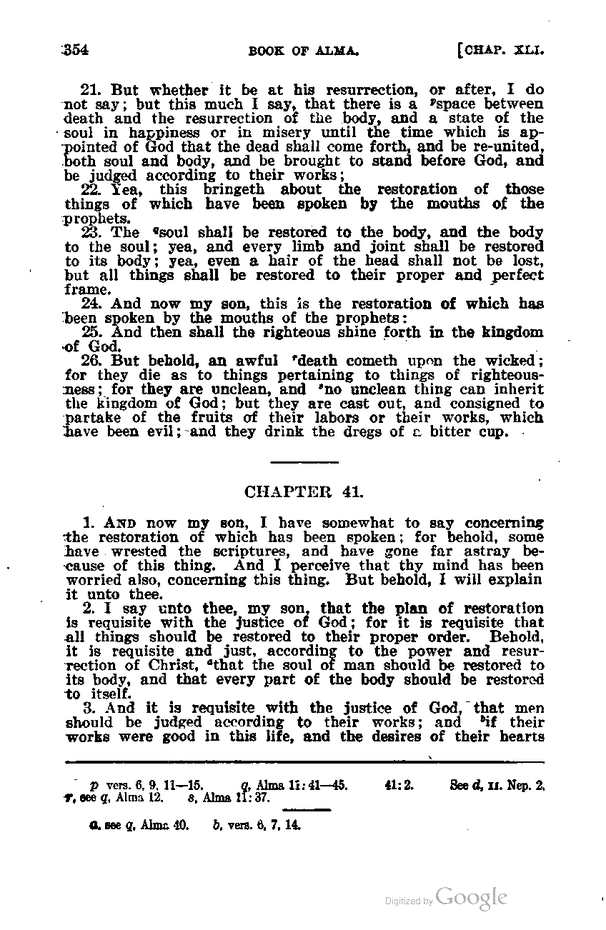 354 BOOK OF ALMA. [CHAP. XLI.
21. But whether it be at his resurrection, or after, I do
not say; but this much I say, that there is a ᵖspace between
death and the resurrection of the body, and a state of the
soul in happiness or in misery until the time which is ap-
pointed of God that the dead shall come forth, and be re-united,
both soul and body, and be brought to stand before God, and
be judged according to their works;
22. Yea, this bringeth about the restoration of those
things of which have been spoken by the mouths of the
prophets.
23. The qsoul shall be restored to the body, and the body
to the soul; yea, and every limb and joint shall be restored
to its body; yea, even a hair of the head shall not be lost,
but all things shall be restored to their proper and perfect
frame.
24. And now my son, this is the restoration of which has
been spoken by the mouths of the prophets:
25. And then shall the righteous shine forth in the kingdom
of God.
26. But behold, an awful ʳdeath cometh upon the wicked;
for they die as to things pertaining to things of righteous-
ness; for they are unclean, and ˢno unclean thing can inherit
the kingdom of God; but they are cast out, and consigned to
partake of the fruits of their labors or their works, which
have been evil; and they drink the dregs of a bitter cup.
CHAPTER 41.
1. AND now my son, I have somewhat to say concerning
the restoration of which has been spoken; for behold, some
have wrested the scriptures, and have gone far astray be-
cause of this thing. And I perceive that thy mind has been
worried also, concerning this thing. But behold, I will explain
it unto thee.
2. I say unto thee, my son, that the plan of restoration
is requisite with the justice of God; for it is requisite that
all things should be restored to their proper order. Behold,
it is requisite and just, according to the power and resur-
rection of Christ, ᵃthat the soul of man should be restored to
its body, and that every part of the body should be restored
to itself.
3. And it is requisite with the justice of God, that men
should be judged according to their works; and ᵇif their
works were good in this life, and the desires of their hearts
p vers. 6, 9, 11—15. q, Alma 11: 41—45. 41: 2. See d, II. Nep. 2.
r, see q, Alma 12. s, Alma 11: 37.
a, see q, Alma 40. b, vers. 6, 7, 14.
Digitized by Google